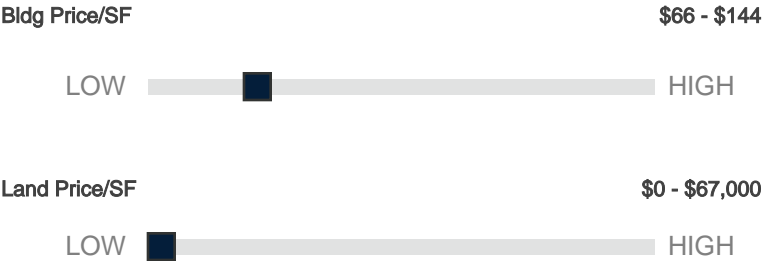 Bldg Price/SF $66 - $144
LOW HIGH
Land Price/SF $0 - $67,000
LOW HIGH